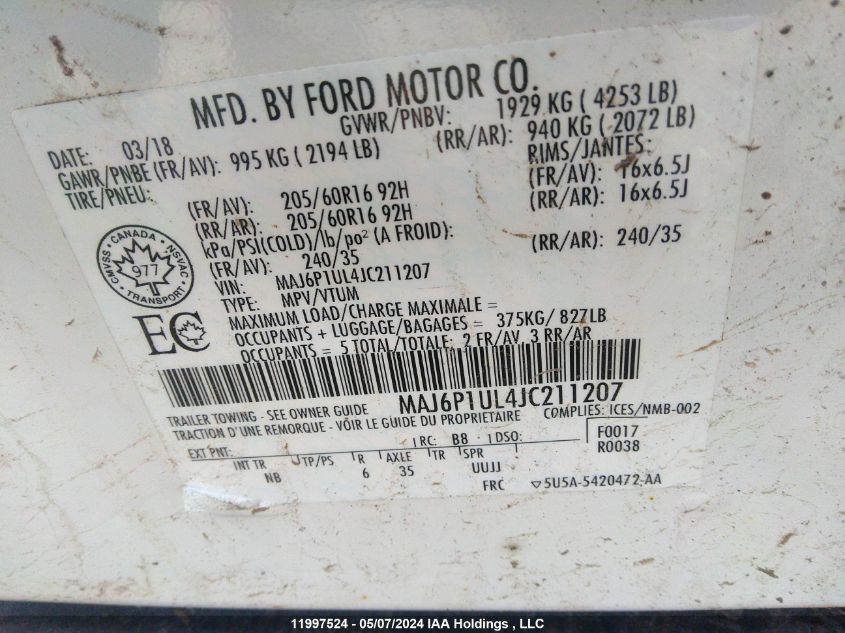 MFD. BY FORD MOTOR CO.
DATE: 03/18 GVWR/PNBV: 1929 KG ( 4253 LB)
GAWR/PNBE (FR/AV): 995 KG ( 2194 LB) (RR/AR): 940 KG ( 2072 LB)
TIRE/PNEU: RIMS/JANTES:
(FR/AV): 205/60R16 92H (FR/AV): 16x6.5J
(RR/AR): 205/60R16 92H (RR/AR): 16x6.5J
kPa/PSI(COLD)/lb/po² (A FROID):
(FR/AV): 240/35 (RR/AR): 240/35
VIN: MAJ6P1UL4JC211207
TYPE: MPV/VTUM
CANADA
CMVSS NSVAC
977
TRANSPORT
EC
MAXIMUM LOAD/CHARGE MAXIMALE =
OCCUPANTS + LUGGAGE/BAGAGES = 375KG/ 827LB
OCCUPANTS = 5 TOTAL/TOTALE: 2 FR/AV, 3 RR/AR
MAJ6P1UL4JC211207
TRAILER TOWING - SEE OWNER GUIDE COMPLIES: ICES/NMB-002
TRACTION D'UNE REMORQUE - VOIR LE GUIDE DU PROPRIETAIRE
EXT PNT: RC: B8 DSO: F0017
R0038
INT TR TP/PS R AXLE TR SPR
NB 6 35 UUJJ
FRC ▽5U5A-5420472-AA
11997524 - 05/07/2024 IAA Holdings , LLC